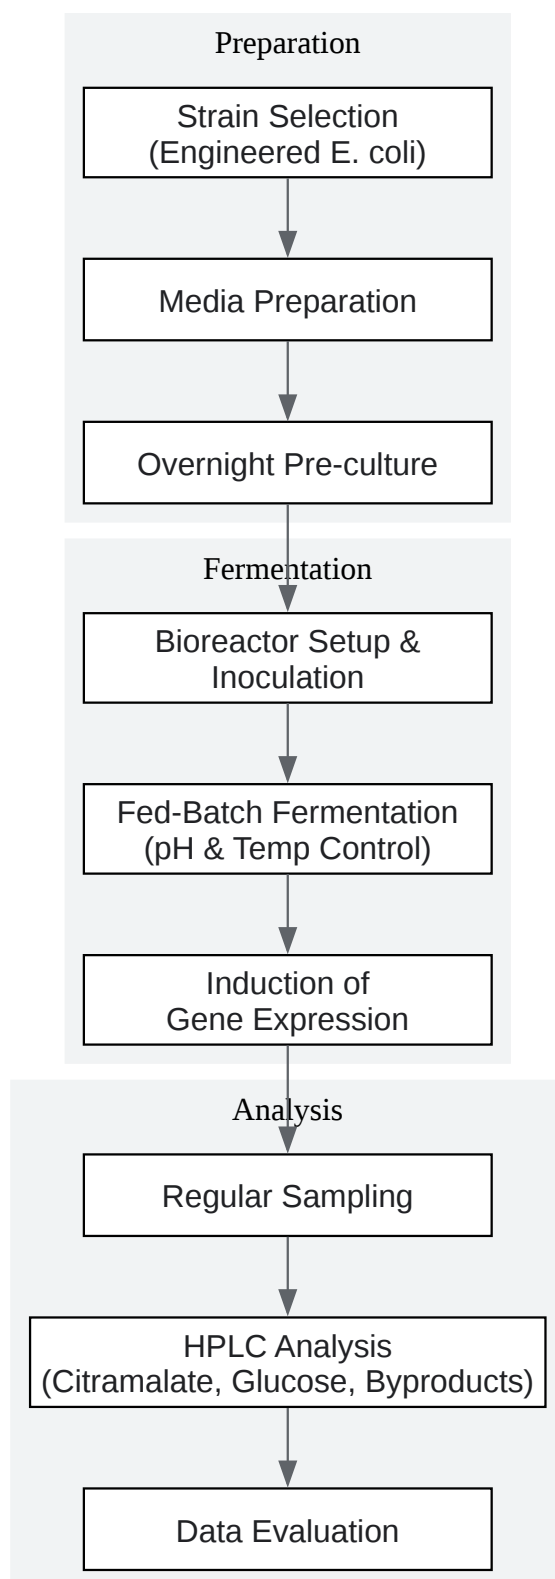 Preparation
Strain Selection
(Engineered E. coli)
Media Preparation
Overnight Pre-culture
Fermentation
Bioreactor Setup &
Inoculation
Fed-Batch Fermentation
(pH & Temp Control)
Induction of
Gene Expression
Analysis
Regular Sampling
HPLC Analysis
(Citramalate, Glucose, Byproducts)
Data Evaluation